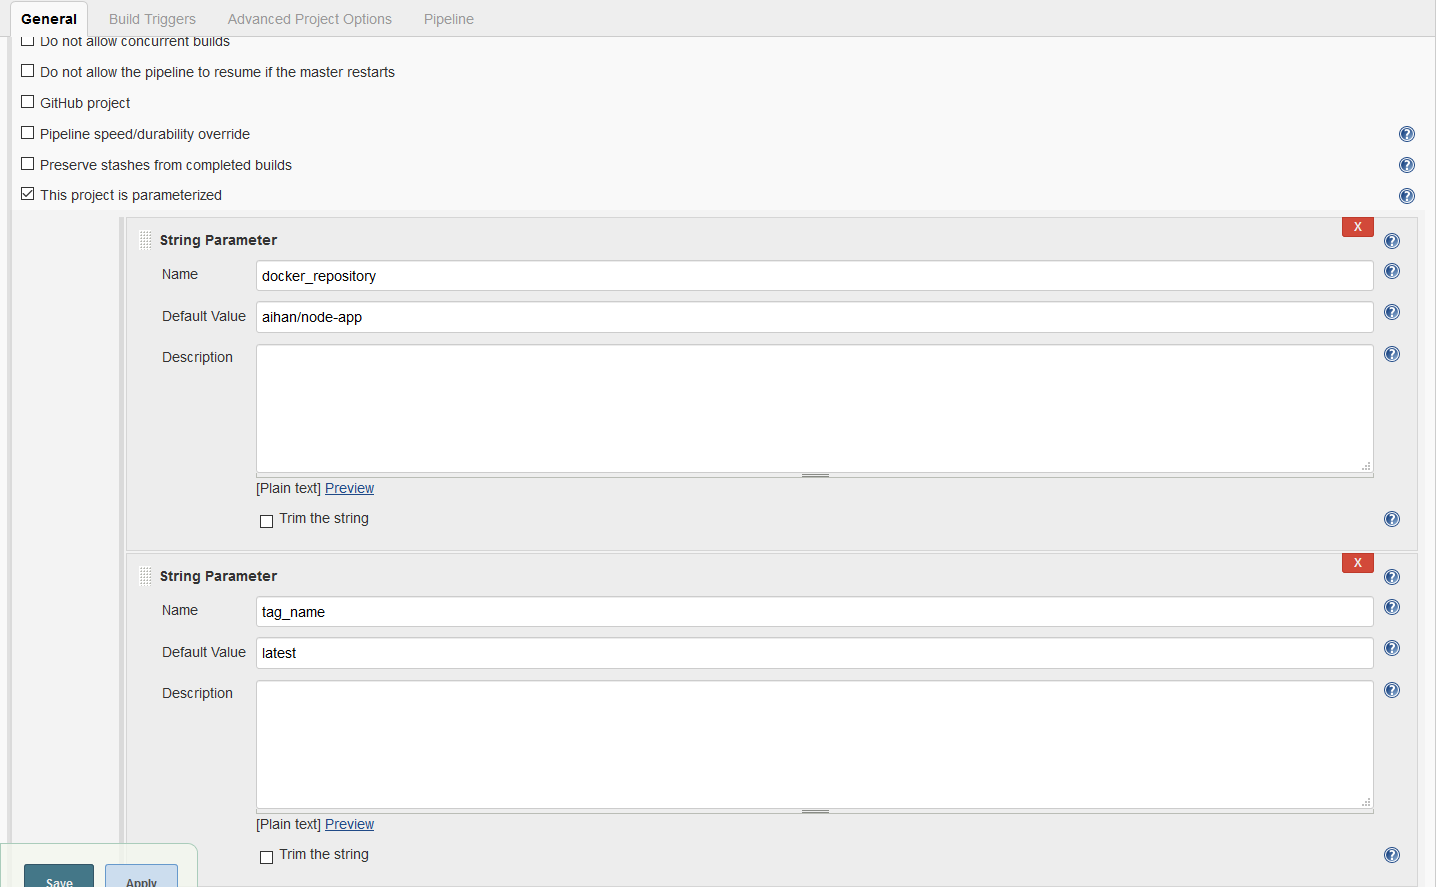 General Build Triggers Advanced Project Options Pipeline
Do not allow concurrent builds
Do not allow the pipeline to resume if the master restarts
GitHub project
Pipeline speed/durability override
?
Preserve stashes from completed builds
?
This project is parameterized
?
X
String Parameter
?
Name docker_repository
?
Default Value aihan/node-app
?
Description
?
[Plain text] Preview
Trim the string
?
X
String Parameter
?
Name tag_name
?
Default Value latest
?
Description
?
[Plain text] Preview
Trim the string
?
Save Apply